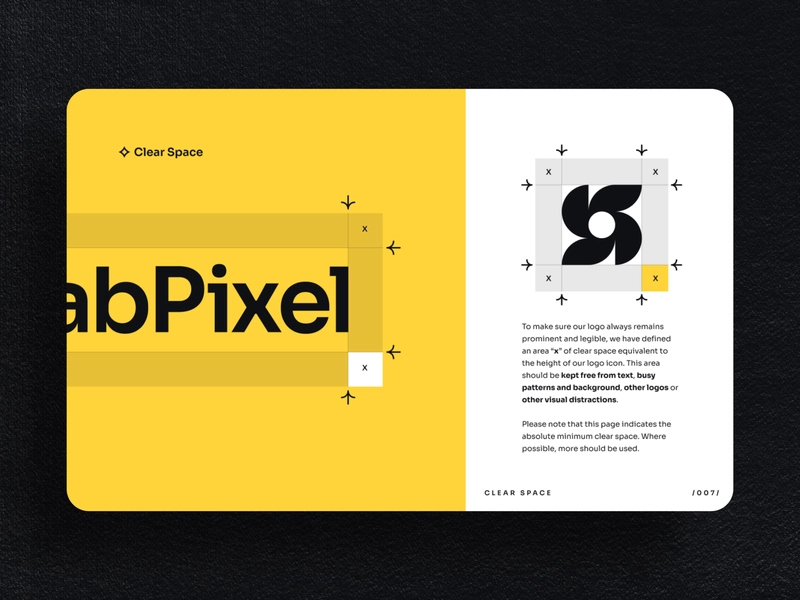 Clear Space
x
abPixel
x
x
x
x
x
To make sure our logo always remains
prominent and legible, we have defined
an area “x” of clear space equivalent to
the height of our logo icon. This area
should be kept free from text, busy
patterns and background, other logos or
other visual distractions.
Please note that this page indicates the
absolute minimum clear space. Where
possible, more should be used.
CLEAR SPACE
/007/